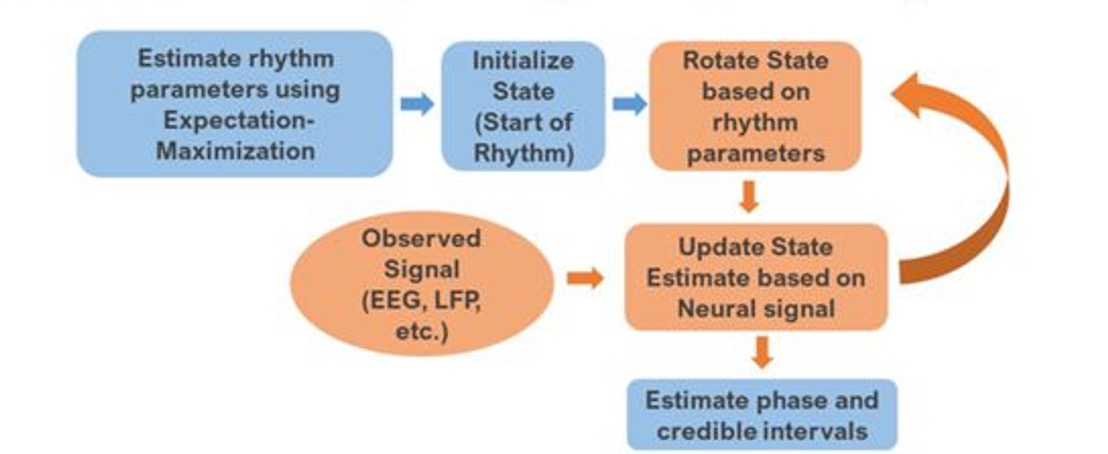 Estimate rhythm
parameters using
Expectation-
Maximization
Initialize
State
(Start of
Rhythm)
Rotate State
based on
rhythm
parameters
Observed
Signal
(EEG, LFP,
etc.)
Update State
Estimate based on
Neural signal
Estimate phase and
credible intervals